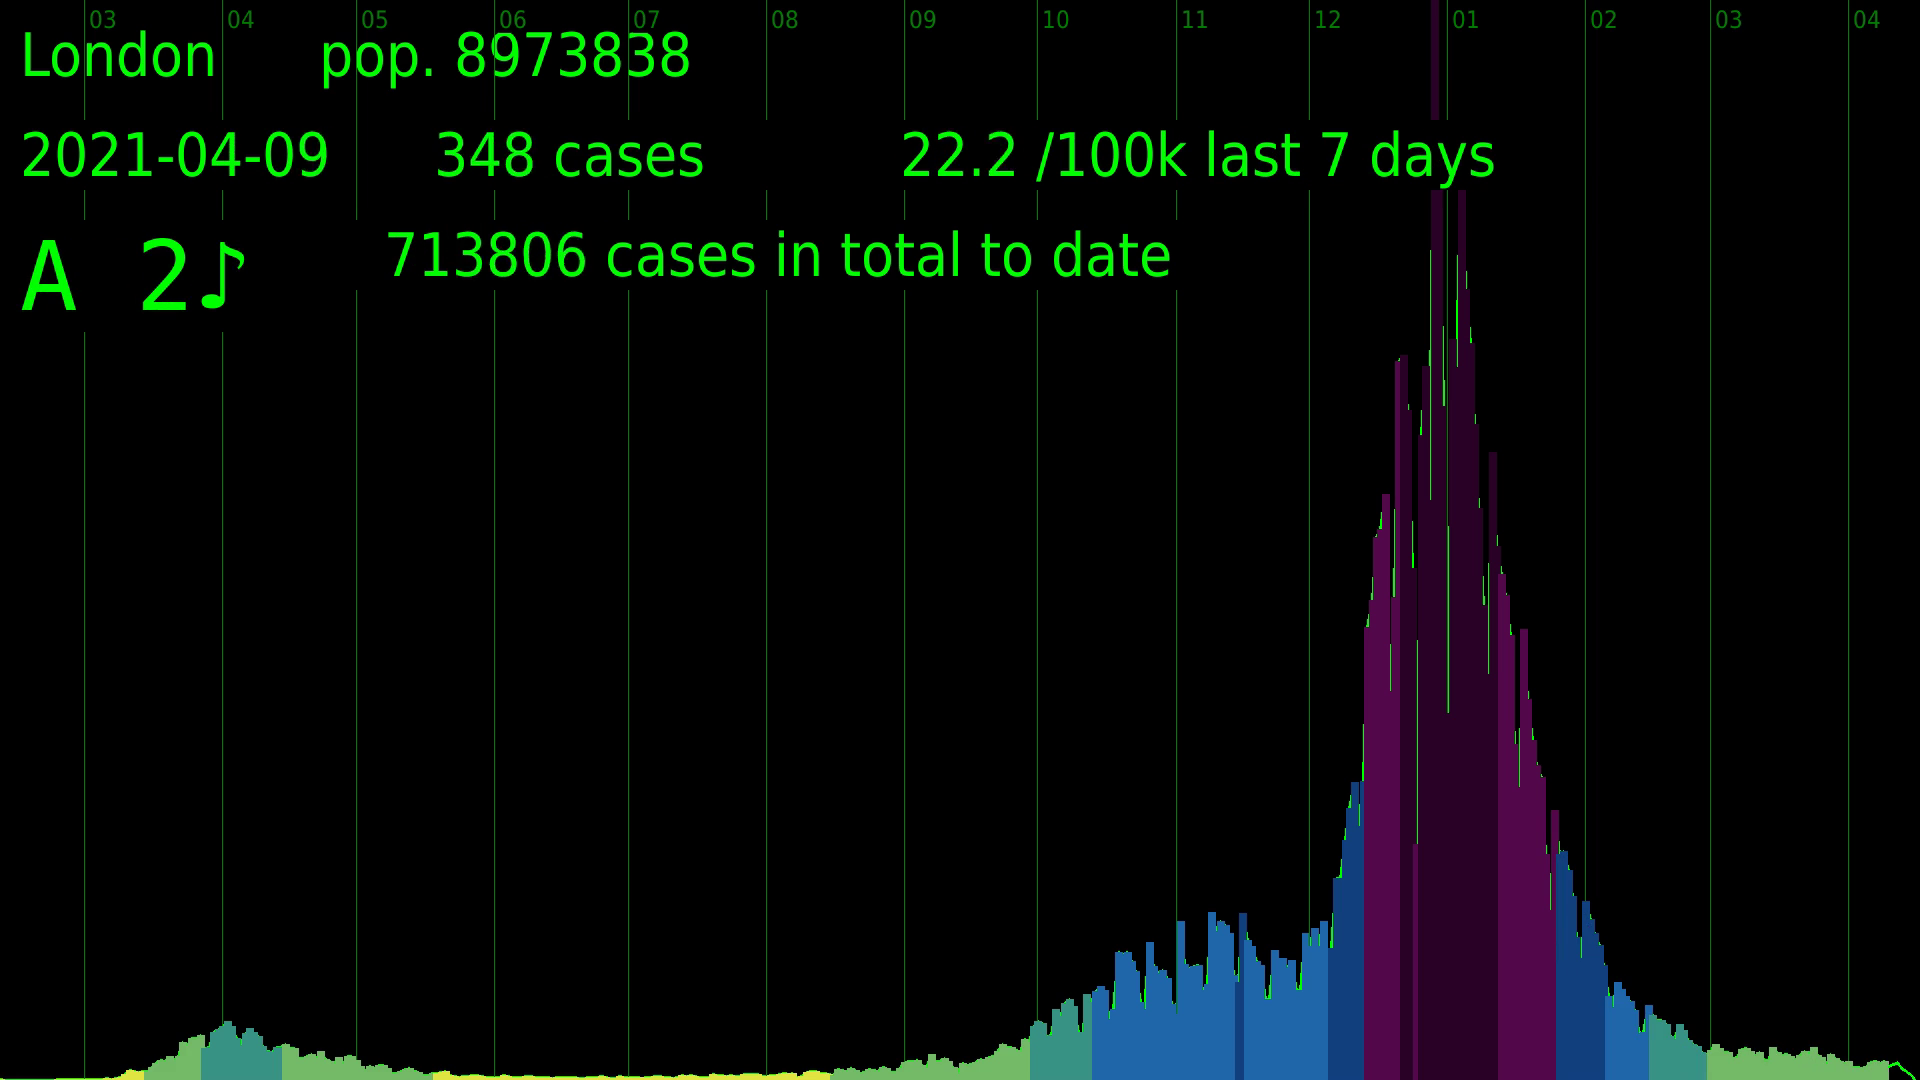 03 04 05 06 07 08 09 10 11 12 01 02 03 04
London pop. 8973838
2021-04-09 348 cases 22.2 /100k last 7 days
A 2♪ 713806 cases in total to date